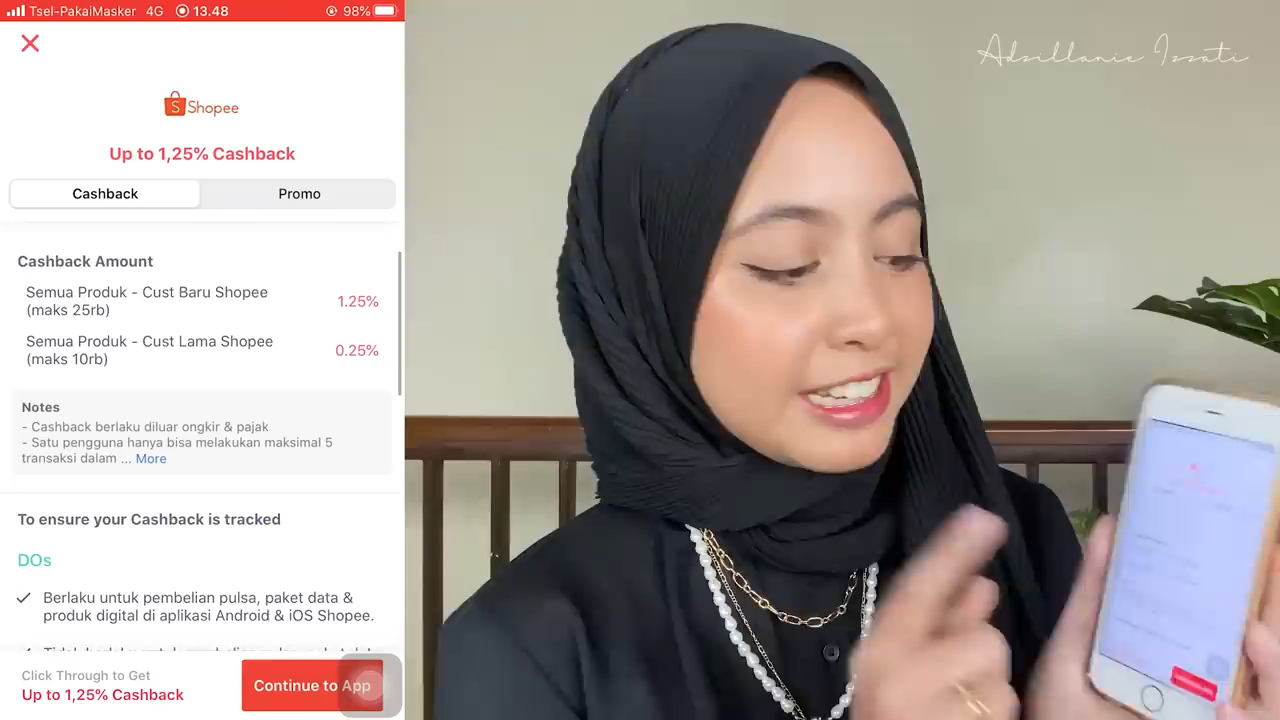 Tsel-PakaiMasker 4G 13.48 98%
Shopee
Up to 1,25% Cashback
Cashback Promo
Cashback Amount
Semua Produk - Cust Baru Shopee
(maks 25rb)
1.25%
Semua Produk - Cust Lama Shopee
(maks 10rb)
0.25%
Notes
- Cashback berlaku diluar ongkir & pajak
- Satu pengguna hanya bisa melakukan maksimal 5
transaksi dalam ... More
To ensure your Cashback is tracked
DOs
Berlaku untuk pembelian pulsa, paket data &
produk digital di aplikasi Android & iOS Shopee.
Click Through to Get
Up to 1,25% Cashback
Continue to App
Adzillanie Izzati